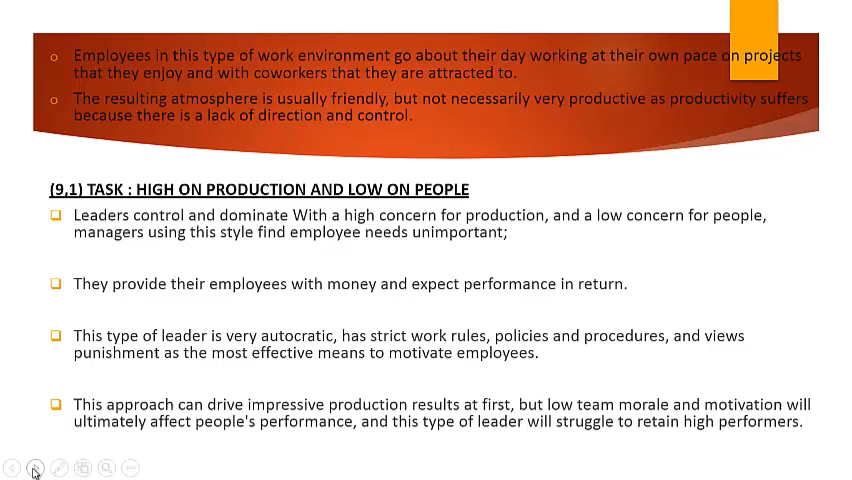 Employees in this type of work environment go about their day working at their own pace on projects
that they enjoy and with coworkers that they are attracted to.
The resulting atmosphere is usually friendly, but not necessarily very productive as productivity suffers
because there is a lack of direction and control.
(9,1) TASK : HIGH ON PRODUCTION AND LOW ON PEOPLE
Leaders control and dominate With a high concern for production, and a low concern for people,
managers using this style find employee needs unimportant;
They provide their employees with money and expect performance in return.
This type of leader is very autocratic, has strict work rules, policies and procedures, and views
punishment as the most effective means to motivate employees.
This approach can drive impressive production results at first, but low team morale and motivation will
ultimately affect people's performance, and this type of leader will struggle to retain high performers.